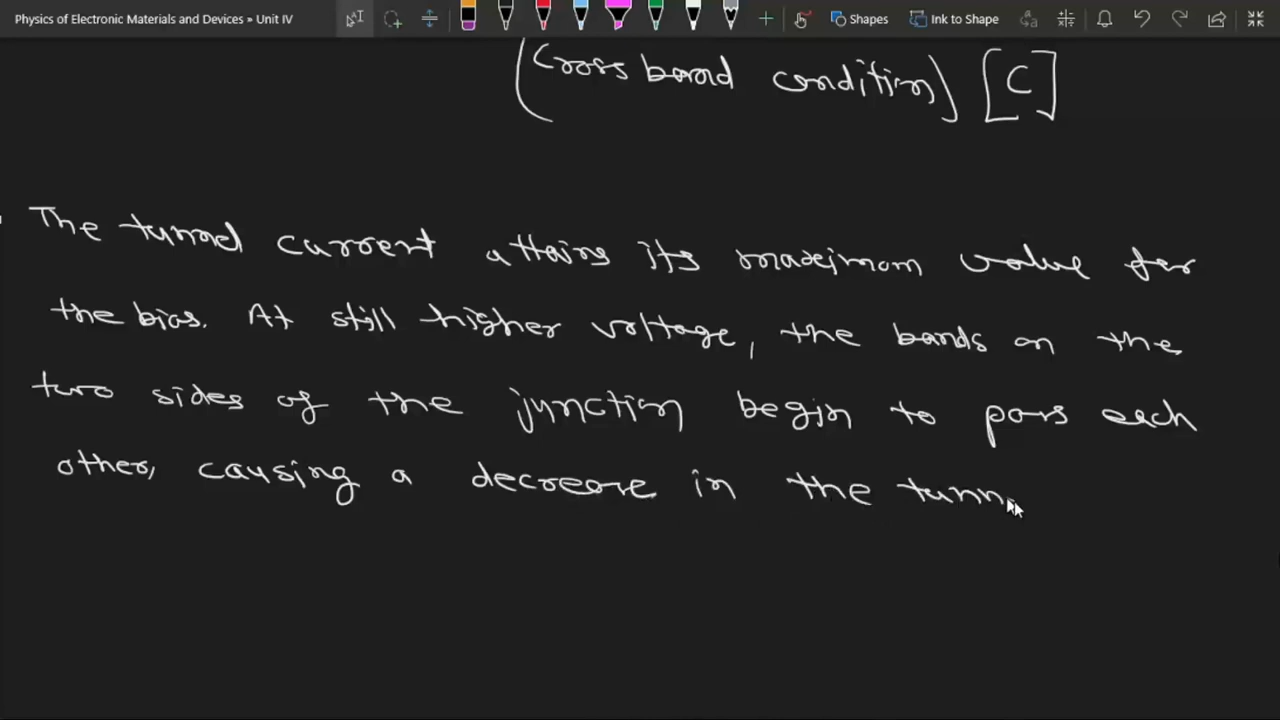 Physics of Electronic Materials and Devices » Unit IV
Shapes
Ink to Shape
(Cross band condition) [C]
The tunnel current attains its maximum value for
the bias. At still higher voltage, the bands on the
two sides of the junction begin to pass each
other, causing a decrease in the tunn